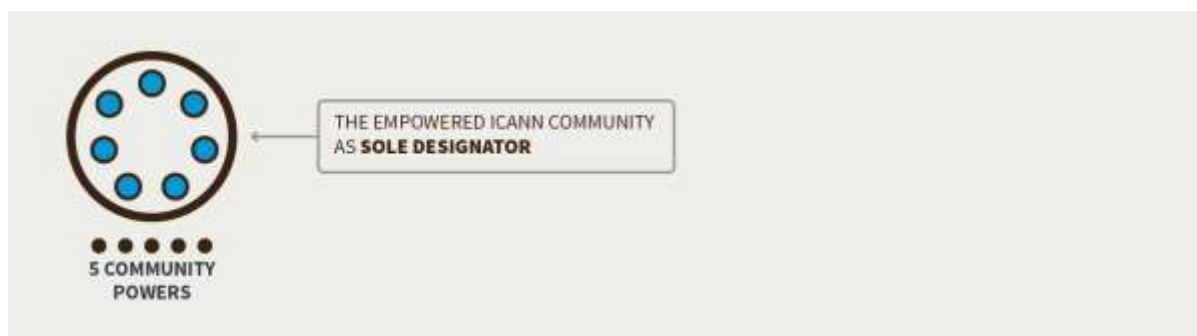 THE EMPOWERED ICANN COMMUNITY
AS SOLE DESIGNATOR
5 COMMUNITY
POWERS